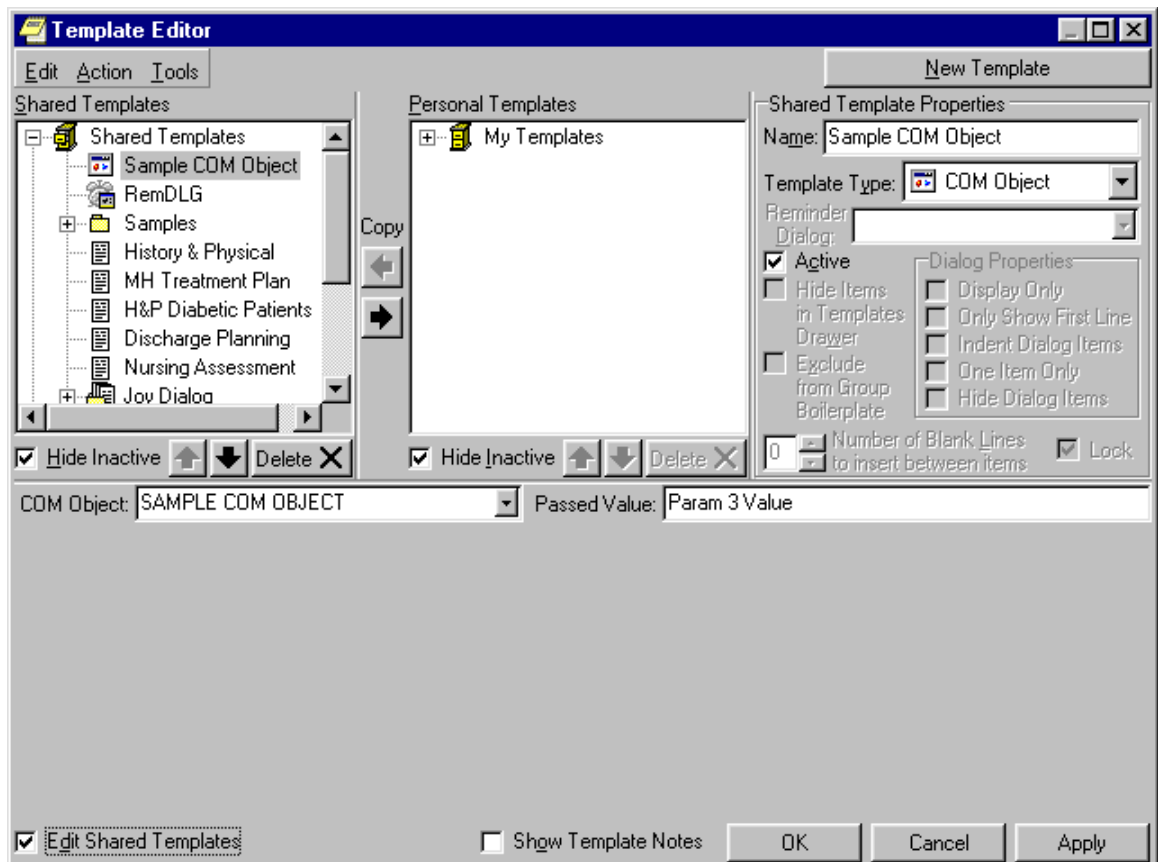 Template Editor
Edit Action Tools
New Template
Shared Templates
Shared Templates
Sample COM Object
RemDLG
Samples
History & Physical
MH Treatment Plan
H&P Diabetic Patients
Discharge Planning
Nursing Assessment
Joy Dialog
Hide Inactive
Delete
Copy
Personal Templates
My Templates
Hide Inactive
Delete
Shared Template Properties
Name: Sample COM Object
Template Type: COM Object
Reminder
Dialog:
Active
Hide Items
in Templates
Drawer
Exclude
from Group
Boilerplate
Dialog Properties
Display Only
Only Show First Line
Indent Dialog Items
One Item Only
Hide Dialog Items
0 Number of Blank Lines
to insert between items
Lock
COM Object: SAMPLE COM OBJECT Passed Value: Param 3 Value
Edit Shared Templates Show Template Notes OK Cancel Apply